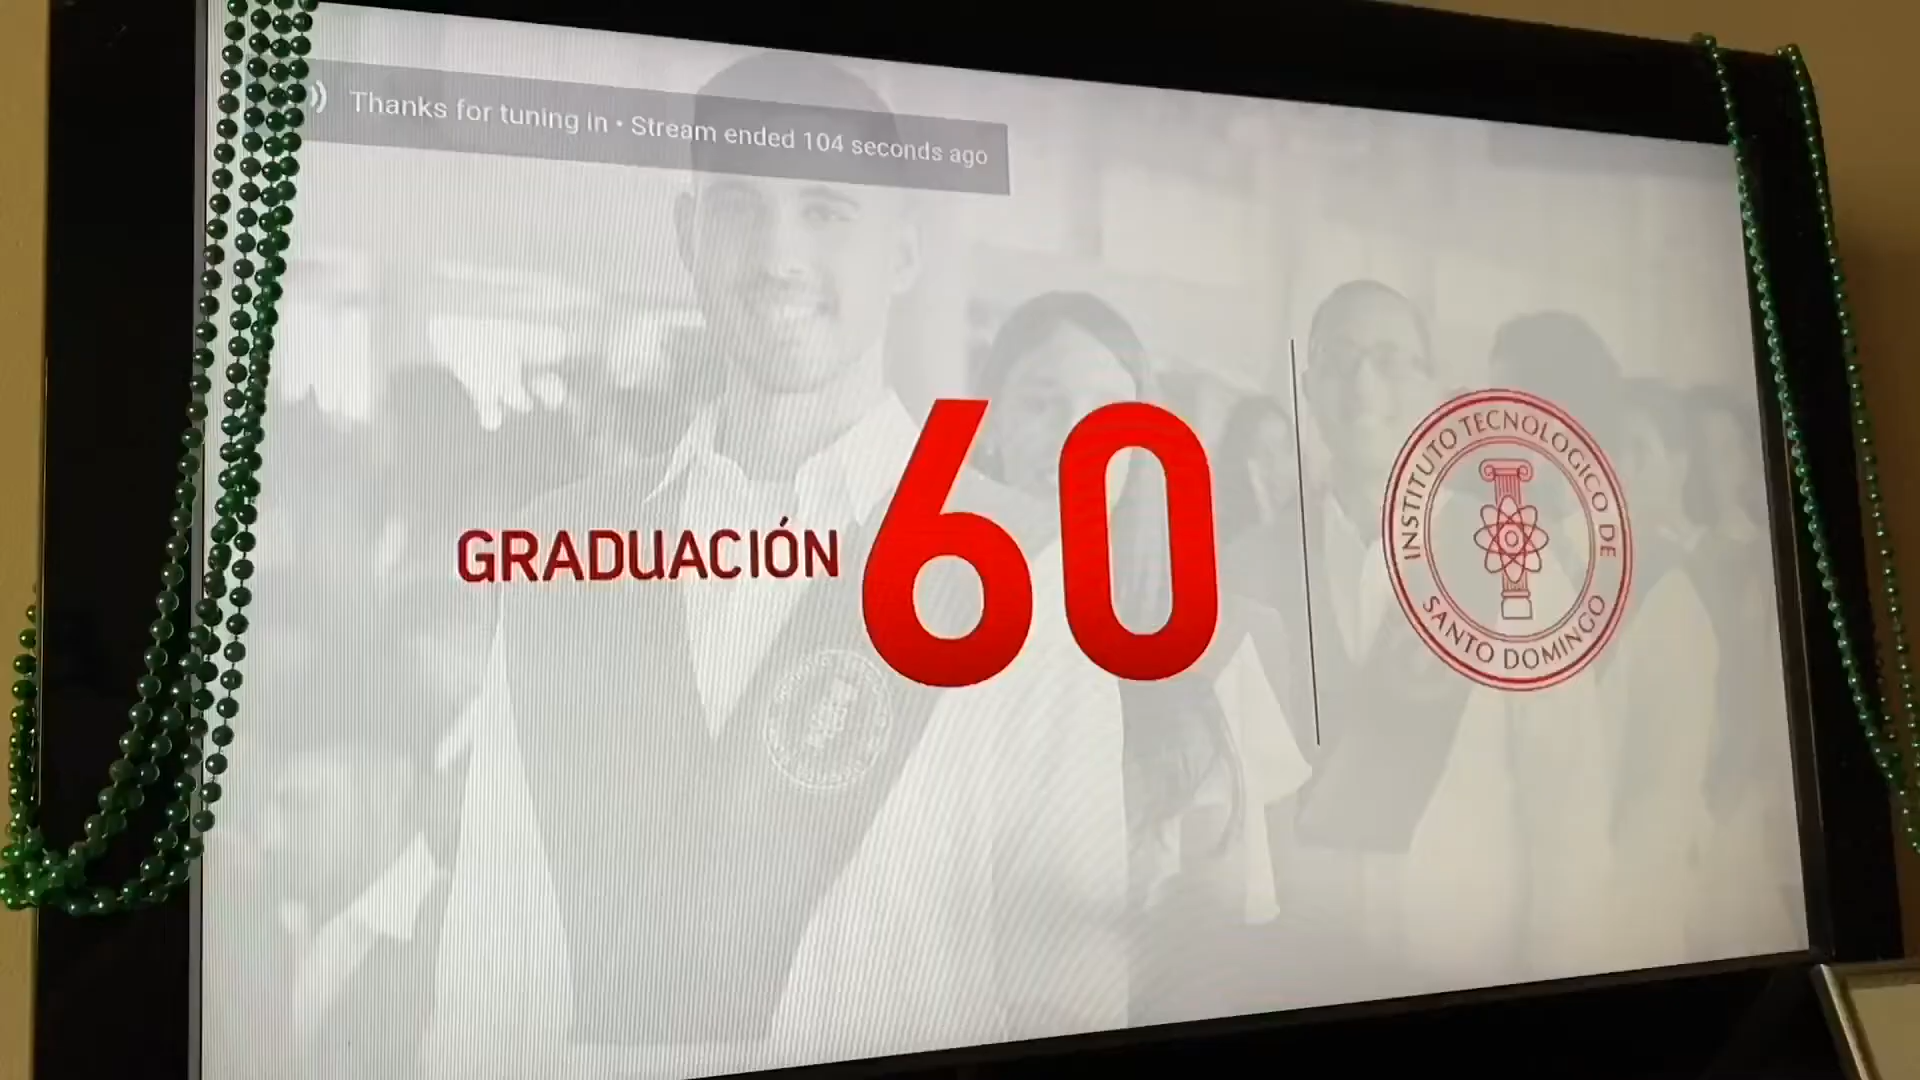 Thanks for tuning in • Stream ended 104 seconds ago
GRADUACIÓN 60
INSTITUTO TECNOLOGICO DE
SANTO DOMINGO